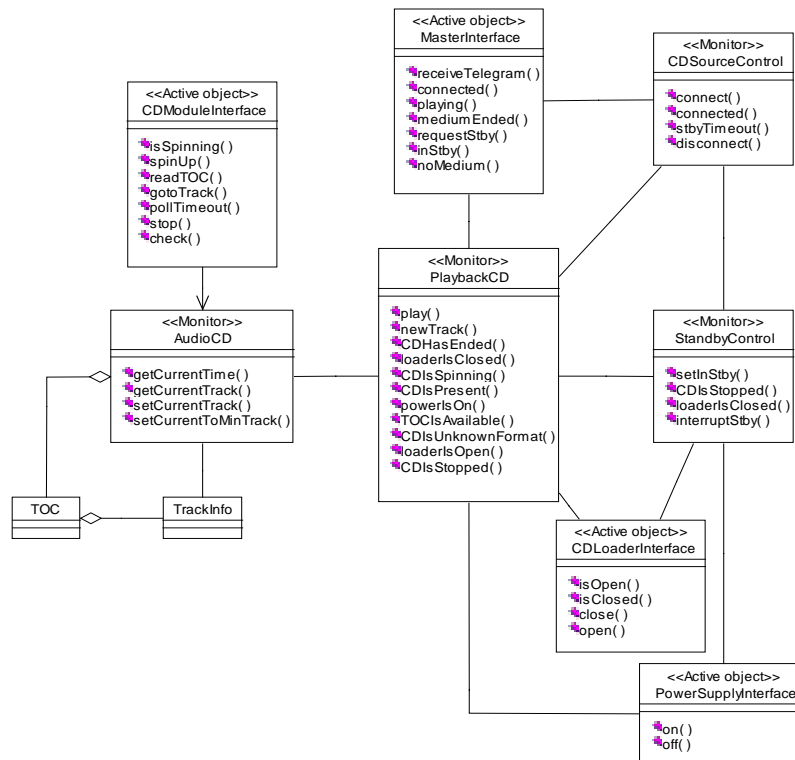 <<Active object>>
MasterInterface
receiveTelegram()
connected()
playing()
mediumEnded()
requestStby()
inStby()
noMedium()
<<Monitor>>
CDSourceControl
connect()
connected()
stbyTimeout()
disconnect()
<<Active object>>
CDModuleInterface
isSpinning()
spinUp()
readTOC()
gotoTrack()
pollTimeout()
stop()
check()
<<Monitor>>
PlaybackCD
play()
newTrack()
CDHasEnded()
loaderIsClosed()
CDIsSpinning()
CDIsPresent()
powerIsOn()
TOCIsAvailable()
CDIsUnknownFormat()
loaderIsOpen()
CDIsStopped()
<<Monitor>>
AudioCD
getCurrentTime()
getCurrentTrack()
setCurrentTrack()
setCurrentToMinTrack()
<<Monitor>>
StandbyControl
setInStby()
CDIsStopped()
loaderIsClosed()
interruptStby()
TOC
TrackInfo
<<Active object>>
CDLoaderInterface
isOpen()
isClosed()
close()
open()
<<Active object>>
PowerSupplyInterface
on()
off()